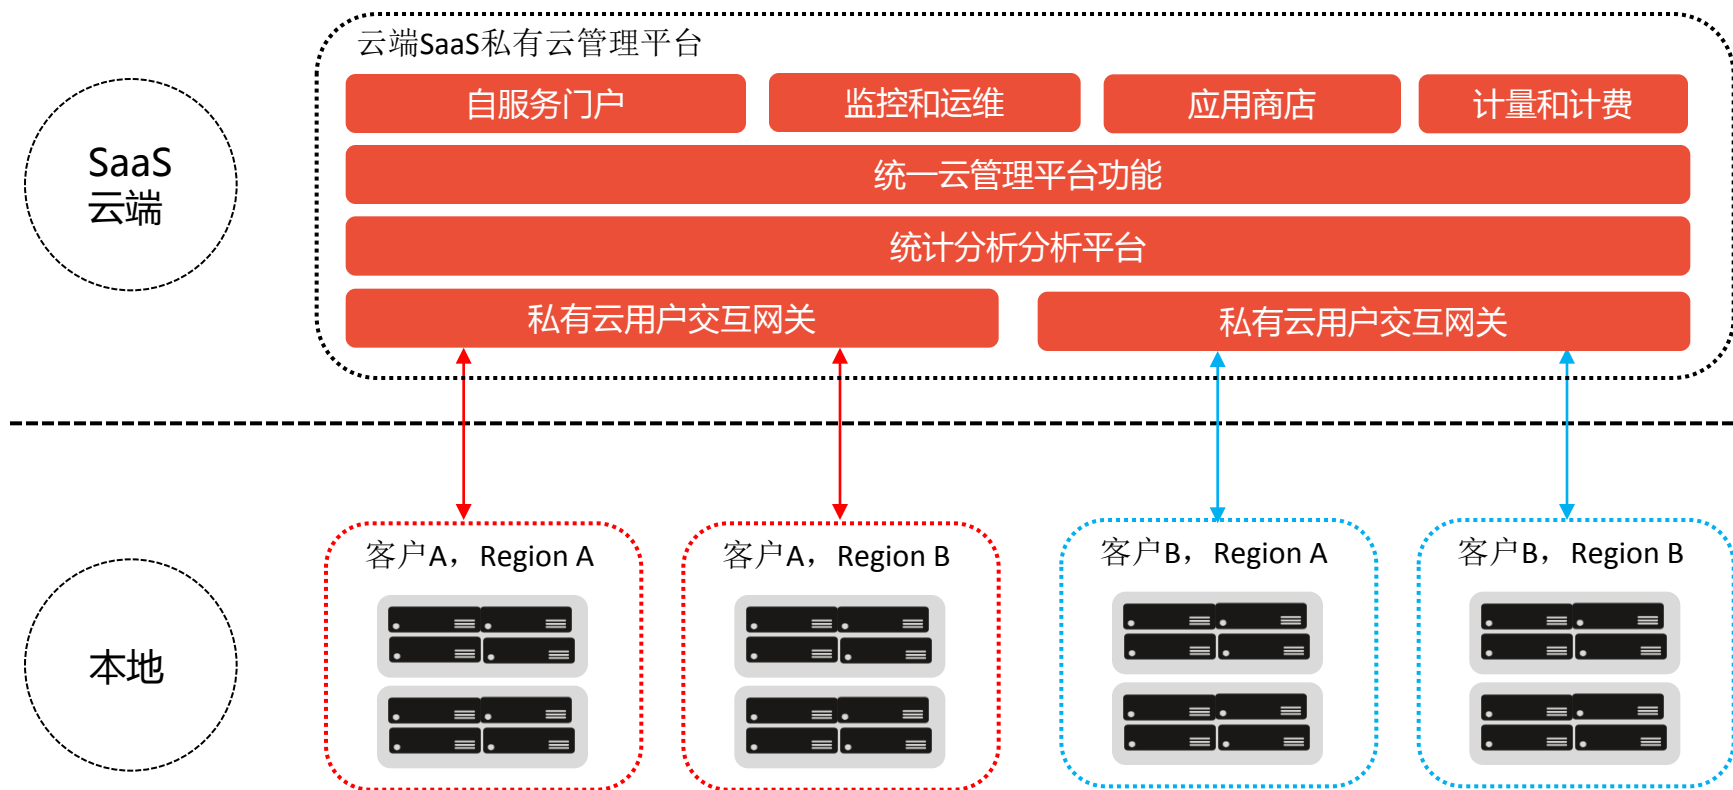 云端SaaS私有云管理平台
自服务门户
监控和运维
应用商店
计量和计费
SaaS
云端
统一云管理平台功能
统计分析分析平台
私有云用户交互网关
私有云用户交互网关
客户A，Region A
客户A，Region B
客户B，Region A
客户B，Region B
本地